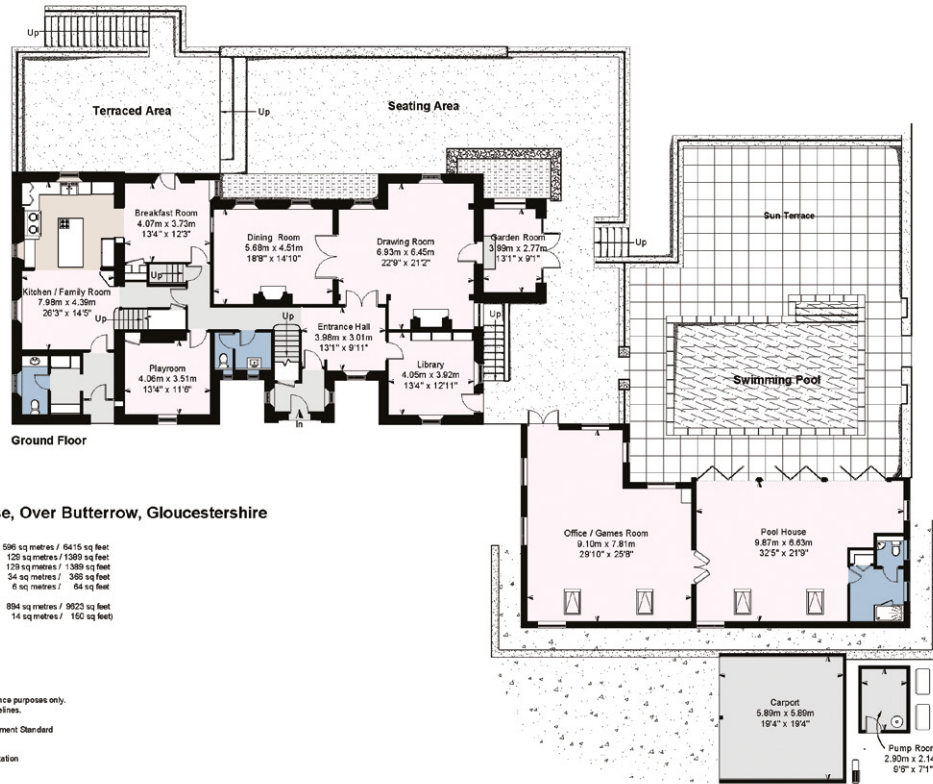 Up
Terraced Area
Up
Seating Area
Sun Terrace
Up
Breakfast Room
4.07m x 3.73m
13'4" x 12'3"
Dining Room
5.68m x 4.51m
18'8" x 14'10"
Drawing Room
6.93m x 6.45m
22'9" x 21'2"
Garden Room
3.99m x 2.77m
13'1" x 9'1"
Up
Kitchen / Family Room
7.98m x 4.39m
26'3" x 14'5"
Up
Up
Entrance Hall
3.98m x 3.01m
13'1" x 9'11"
Up
Playroom
4.06m x 3.51m
13'4" x 11'6"
Library
4.05m x 3.92m
13'4" x 12'11"
Swimming Pool
In
Ground Floor
Over Butterrow, Gloucestershire
596 sq metres / 6415 sq feet
129 sq metres / 1389 sq feet
129 sq metres / 1389 sq feet
34 sq metres / 366 sq feet
6 sq metres / 64 sq feet
894 sq metres / 9623 sq feet
14 sq metres / 150 sq feet)
Office / Games Room
9.10m x 7.81m
29'10" x 25'8"
Pool House
9.87m x 6.63m
32'5" x 21'9"
purposes only.
Standard
Carport
5.89m x 5.89m
19'4" x 19'4"
Pump Room
2.90m x 2.14
9'6" x 7'1"